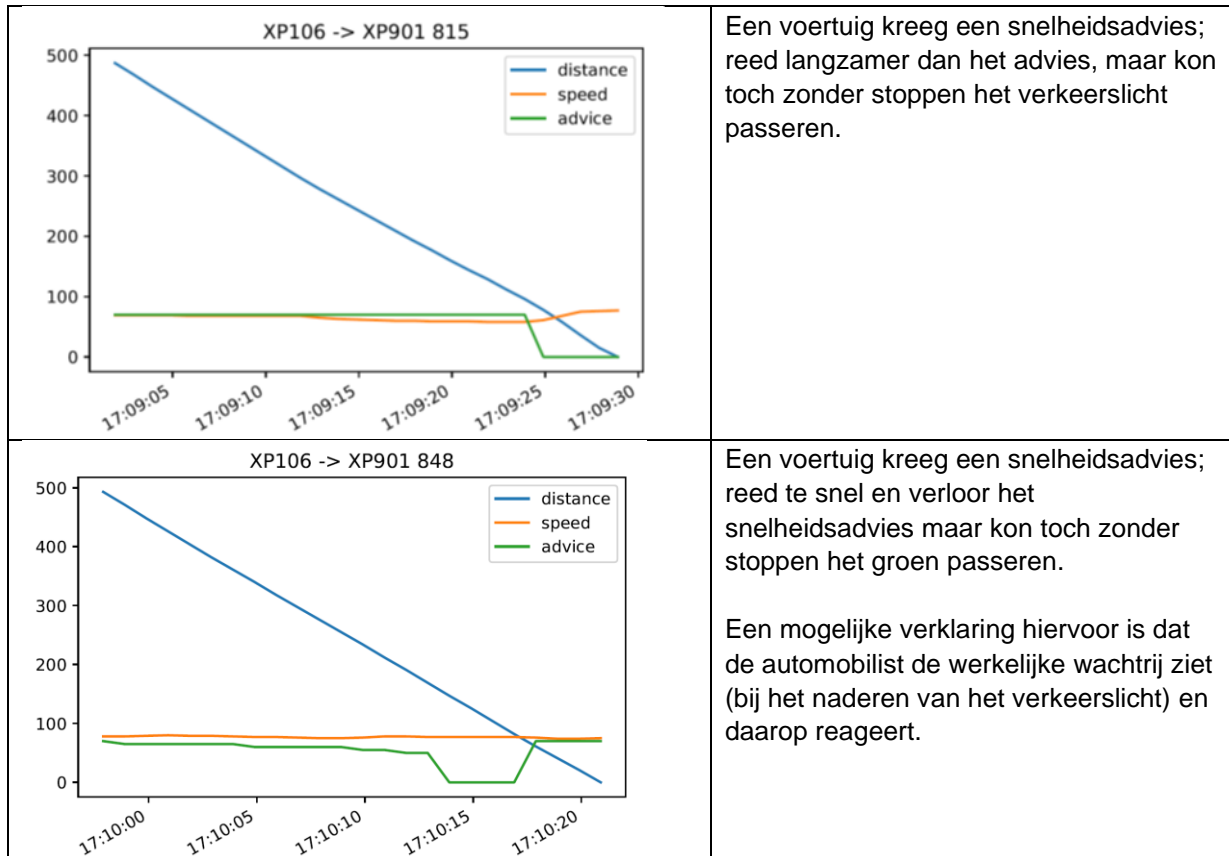 XP106 -> XP901 815
500
400
300
200
100
0
distance
speed
advice
17:09:05
17:09:10
17:09:15
17:09:20
17:09:25
17:09:30
Een voertuig kreeg een snelheidsadvies;
reed langzamer dan het advies, maar kon
toch zonder stoppen het verkeerslicht
passeren.
XP106 -> XP901 848
500
400
300
200
100
0
distance
speed
advice
17:10:00
17:10:05
17:10:10
17:10:15
17:10:20
Een voertuig kreeg een snelheidsadvies;
reed te snel en verloor het
snelheidsadvies maar kon toch zonder
stoppen het groen passeren.
Een mogelijke verklaring hiervoor is dat
de automobilist de werkelijke wachtrij ziet
(bij het naderen van het verkeerslicht) en
daarop reageert.